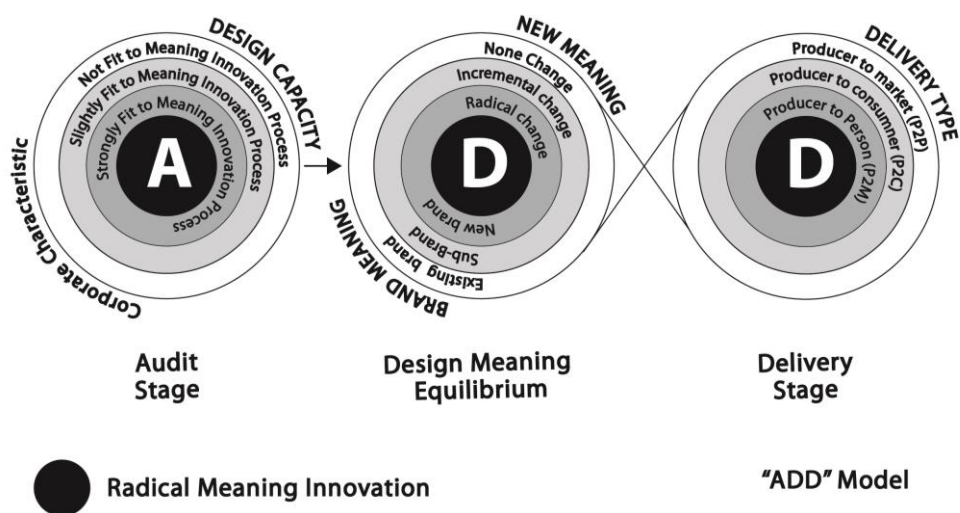 DESIGN CAPACITY
Not Fit to Meaning Innovation Process
Slightly Fit to Meaning Innovation Process
Strongly Fit to Meaning Innovation Process
A
Corporate Characteristic
NEW MEANING
None Change
Incremental change
Radical change
D
New brand
Sub-Brand
Existing brand
BRAND MEANING
DELIVERY TYPE
Producer to market (P2P)
Producer to consumner (P2C)
Producer to Person (P2M)
D
Audit
Stage
Design Meaning
Equilibrium
Delivery
Stage
Radical Meaning Innovation
“ADD” Model